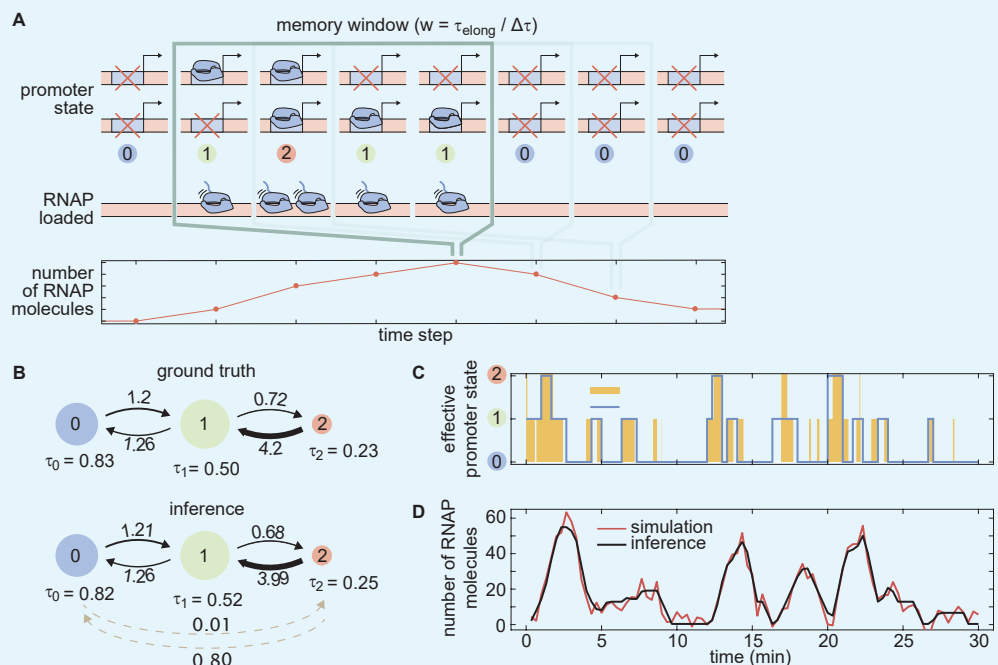 A
memory window (w = τelong / Δτ)
promoter
state
0
1
2
1
1
0
0
0
RNAP
loaded
number
of RNAP
molecules
time step
B
ground truth
0
1
2
1.2
1.26
0.72
4.2
τ0 = 0.83
τ1 = 0.50
τ2 = 0.23
inference
0
1
2
1.21
1.26
0.68
3.99
τ0 = 0.82
τ1 = 0.52
τ2 = 0.25
0.01
0.80
C
effective
promoter state
2
1
0
D
number of RNAP
molecules
60
40
20
0
simulation
inference
0 5 10 15 20 25 30
time (min)